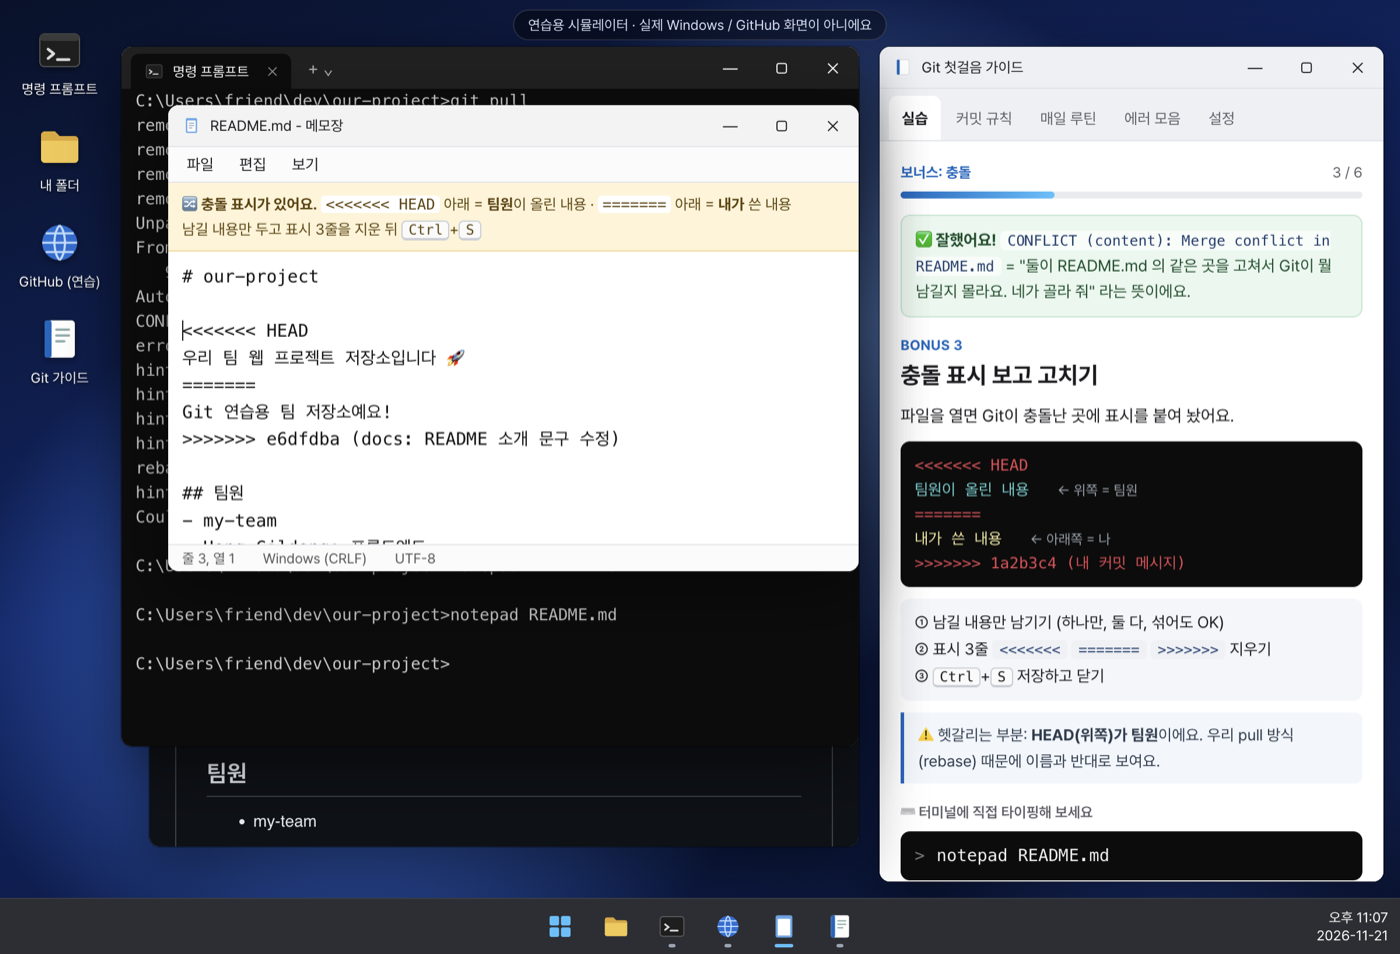 연습용 시뮬레이터 · 실제 Windows / GitHub 화면이 아니에요
명령 프롬프트
내 폴더
GitHub (연습)
Git 가이드
명령 프롬프트
C:\Users\friend\dev\our-project>git pull
README.md - 메모장
파일 편집 보기
🔀 충돌 표시가 있어요. <<<<<<< HEAD 아래 = 팀원이 올린 내용 · ======= 아래 = 내가 쓴 내용
남길 내용만 두고 표시 3줄을 지운 뒤 Ctrl+S
# our-project
<<<<<<< HEAD
우리 팀 웹 프로젝트 저장소입니다 🚀
=======
Git 연습용 팀 저장소예요!
>>>>>>> e6dfdba (docs: README 소개 문구 수정)
## 팀원
- my-team
줄 3, 열 1 Windows (CRLF) UTF-8
C:\Users\friend\dev\our-project>notepad README.md
C:\Users\friend\dev\our-project>
팀원
• my-team
Git 첫걸음 가이드
실습 커밋 규칙 매일 루틴 에러 모음 설정
보너스: 충돌 3 / 6
✅ 잘했어요! CONFLICT (content): Merge conflict in
README.md = "둘이 README.md 의 같은 곳을 고쳐서 Git이 뭘
남길지 몰라요. 네가 골라 줘" 라는 뜻이에요.
BONUS 3
충돌 표시 보고 고치기
파일을 열면 Git이 충돌난 곳에 표시를 붙여 놨어요.
<<<<<<< HEAD
팀원이 올린 내용 ← 위쪽 = 팀원
=======
내가 쓴 내용 ← 아래쪽 = 나
>>>>>>> 1a2b3c4 (내 커밋 메시지)
① 남길 내용만 남기기 (하나만, 둘 다, 섞어도 OK)
② 표시 3줄 <<<<<<< ======= >>>>>>> 지우기
③ Ctrl+S 저장하고 닫기
⚠️ 헷갈리는 부분: HEAD(위쪽)가 팀원이에요. 우리 pull 방식
(rebase) 때문에 이름과 반대로 보여요.
⌨️ 터미널에 직접 타이핑해 보세요
> notepad README.md
오후 11:07
2026-11-21